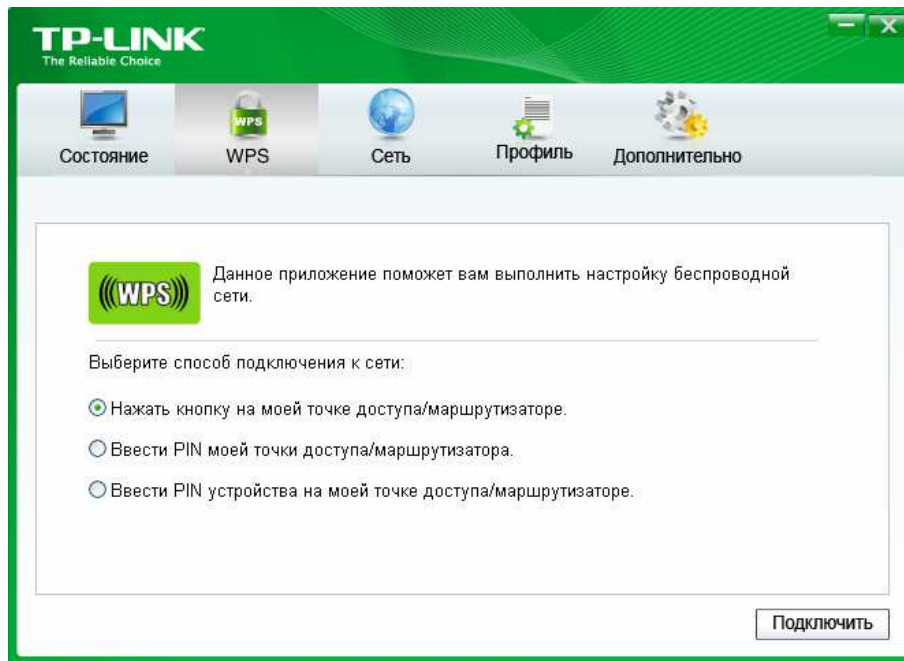 TP-LINK
The Reliable Choice
Состояние
WPS
WPS
Сеть
Профиль
Дополнительно
WPS
Данное приложение поможет вам выполнить настройку беспроводной
сети.
Выберите способ подключения к сети:
Нажать кнопку на моей точке доступа/маршрутизаторе.
Ввести PIN моей точки доступа/маршрутизатора.
Ввести PIN устройства на моей точке доступа/маршрутизаторе.
Подключить